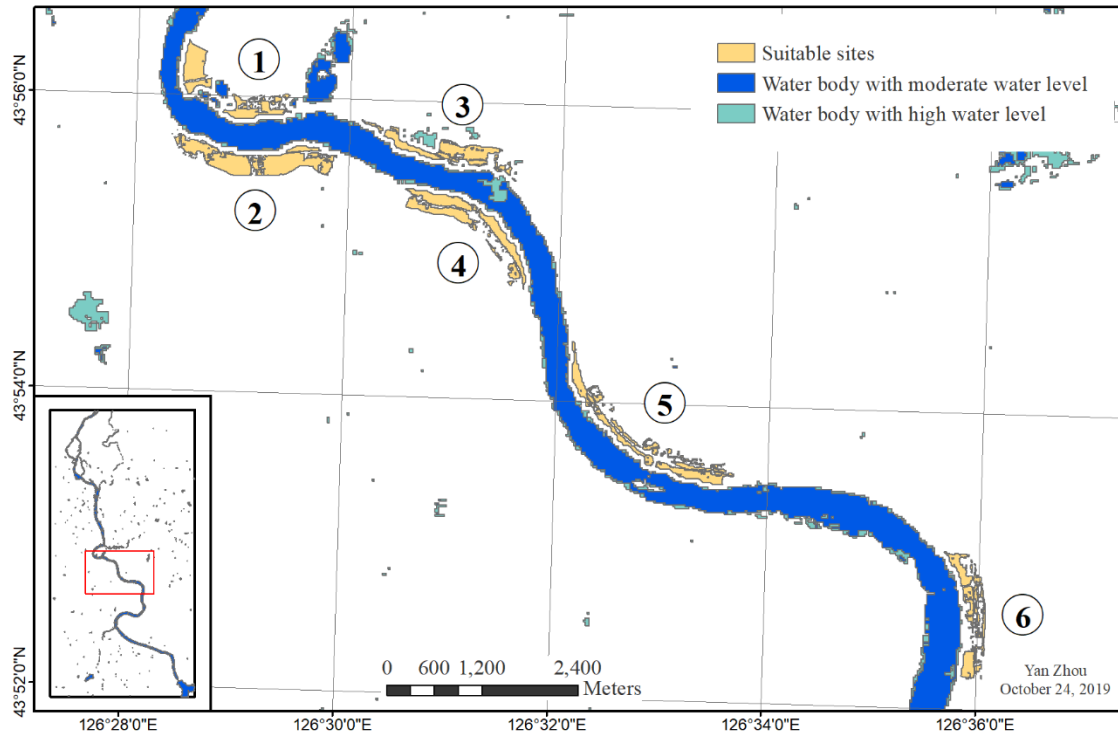 1
3
2
4
5
6
Suitable sites
Water body with moderate water level
Water body with high water level
43°56'0"N
43°54'0"N
43°52'0"N
0 600 1,200 2,400
Meters
Yan Zhou
October 24, 2019
126°28'0"E 126°30'0"E 126°32'0"E 126°34'0"E 126°36'0"E